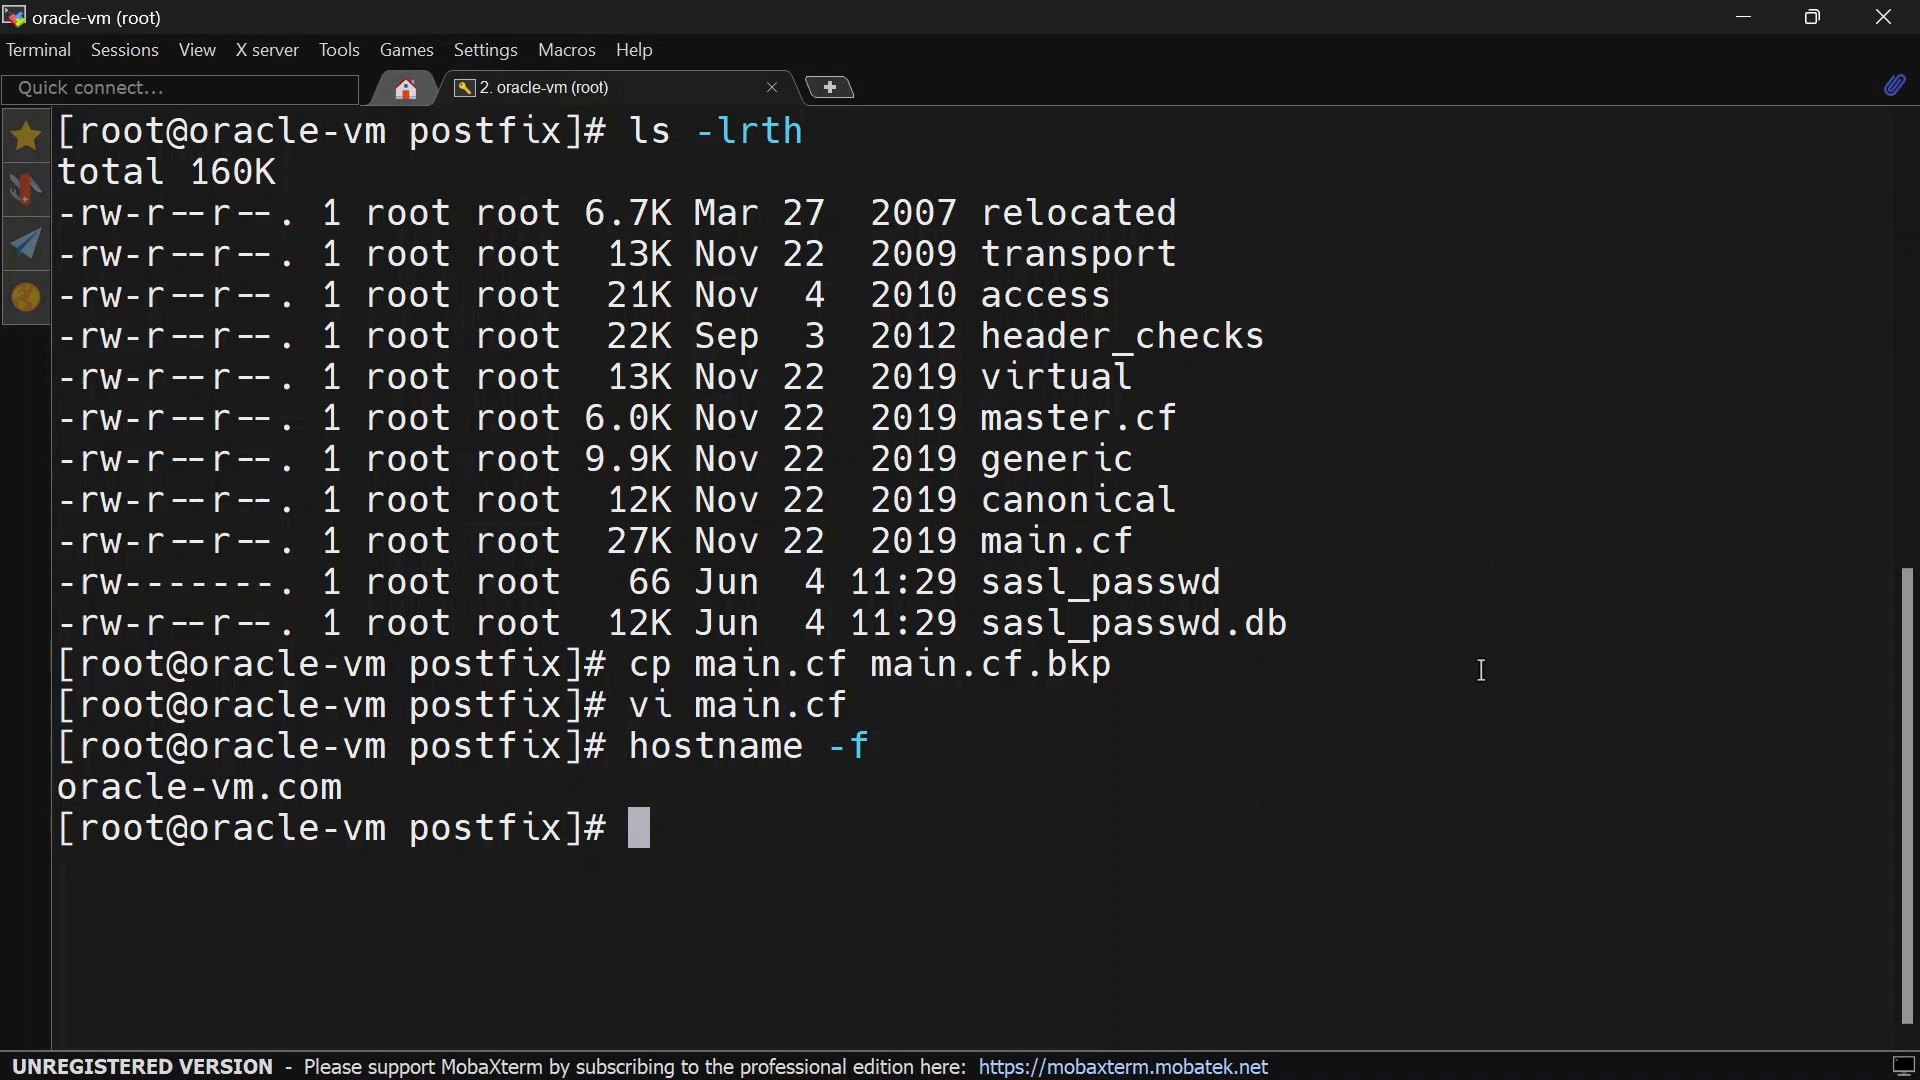 oracle-vm (root)
Terminal Sessions View X server Tools Games Settings Macros Help
Quick connect...
2. oracle-vm (root)
[root@oracle-vm postfix]# ls -lrth
total 160K
-rw-r--r--. 1 root root 6.7K Mar 27  2007 relocated
-rw-r--r--. 1 root root  13K Nov 22  2009 transport
-rw-r--r--. 1 root root  21K Nov  4  2010 access
-rw-r--r--. 1 root root  22K Sep  3  2012 header_checks
-rw-r--r--. 1 root root  13K Nov 22  2019 virtual
-rw-r--r--. 1 root root 6.0K Nov 22  2019 master.cf
-rw-r--r--. 1 root root 9.9K Nov 22  2019 generic
-rw-r--r--. 1 root root  12K Nov 22  2019 canonical
-rw-r--r--. 1 root root  27K Nov 22  2019 main.cf
-rw-------. 1 root root   66 Jun  4 11:29 sasl_passwd
-rw-r--r--. 1 root root  12K Jun  4 11:29 sasl_passwd.db
[root@oracle-vm postfix]# cp main.cf main.cf.bkp
[root@oracle-vm postfix]# vi main.cf
[root@oracle-vm postfix]# hostname -f
oracle-vm.com
[root@oracle-vm postfix]#
UNREGISTERED VERSION - Please support MobaXterm by subscribing to the professional edition here: https://mobaxterm.mobatek.net